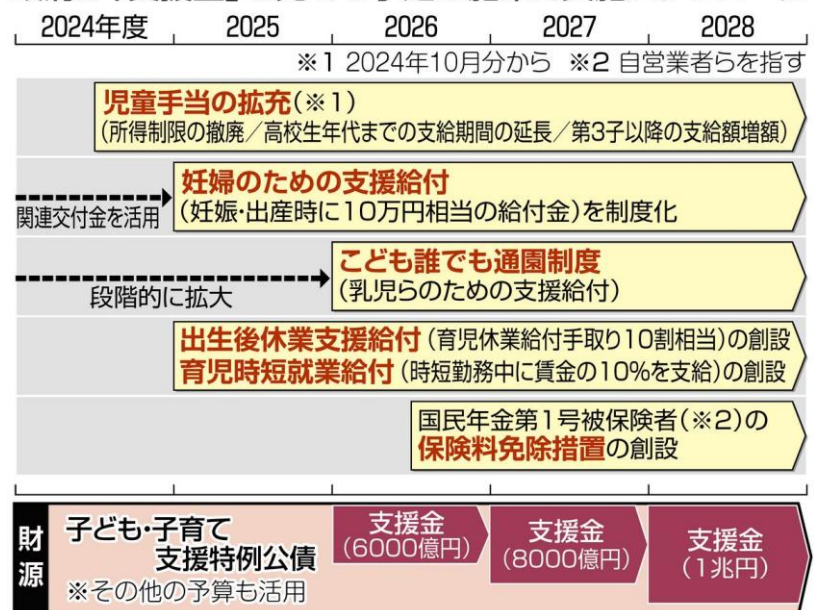 2024年度 2025 2026 2027 2028
※1 2024年10月分から ※2 自営業者らを指す
児童手当の拡充(※1)
(所得制限の撤廃/高校生年代までの支給期間の延長/第3子以降の支給額増額)
関連交付金を活用
妊婦のための支援給付
(妊娠・出産時に10万円相当の給付金)を制度化
段階的に拡大
こども誰でも通園制度
(乳児らのための支援給付)
出生後休業支援給付(育児休業給付手取り10割相当)の創設
育児時短就業給付(時短勤務中に賃金の10%を支給)の創設
国民年金第1号被保険者(※2)の
保険料免除措置の創設
財源
子ども・子育て
支援特例公債
※その他の予算も活用
支援金
(6000億円)
支援金
(8000億円)
支援金
(1兆円)